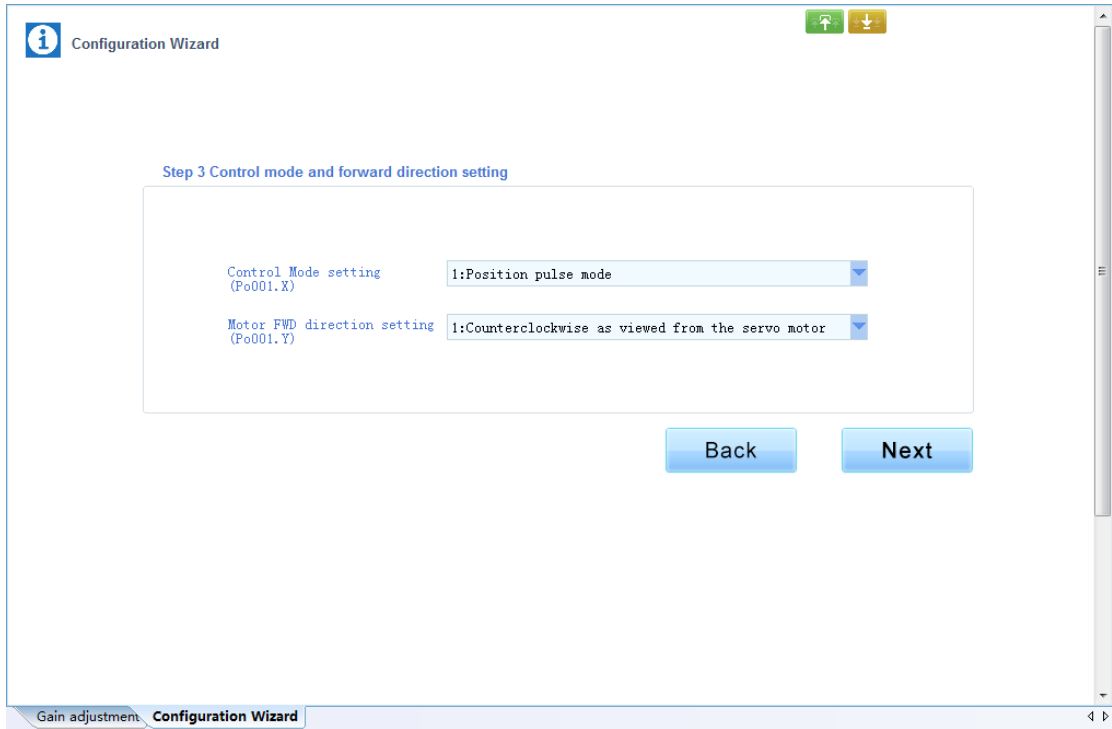 Configuration Wizard
Step 3 Control mode and forward direction setting
Control Mode setting
(Po001.X)
1:Position pulse mode
Motor FWD direction setting
(Po001.Y)
1:Counterclockwise as viewed from the servo motor
Back
Next
Gain adjustment
Configuration Wizard